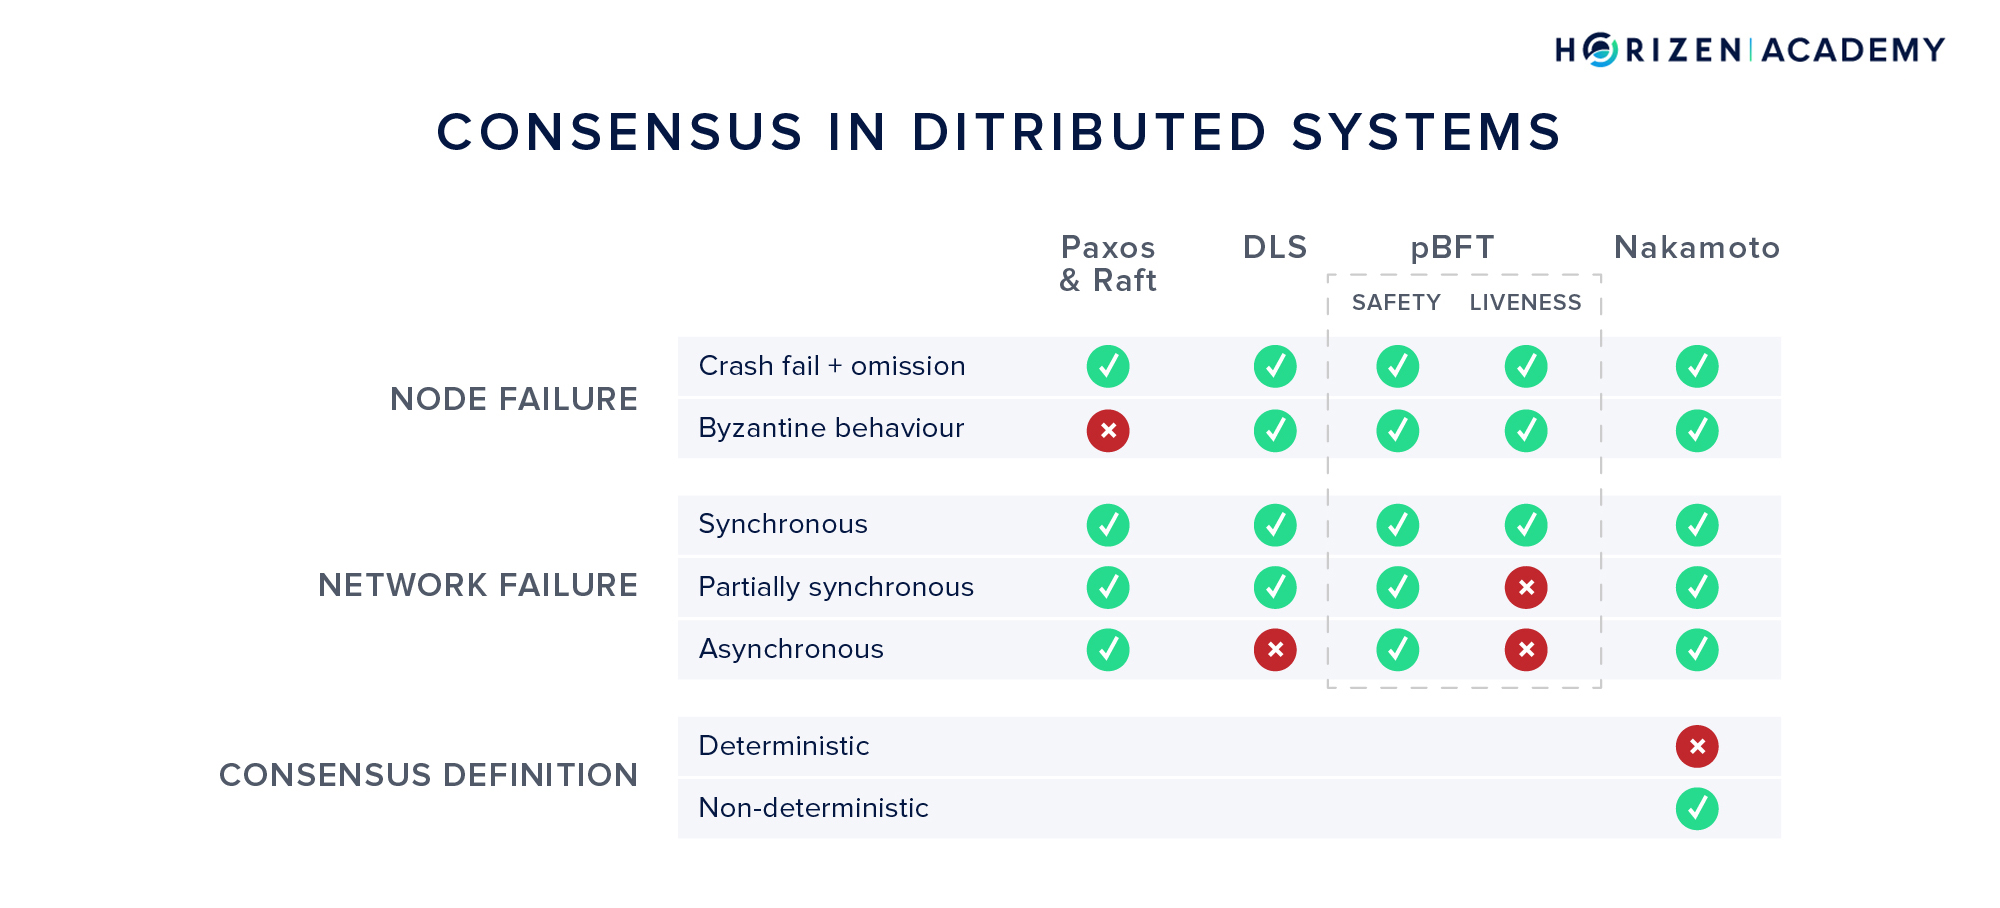 HORIZEN | ACADEMY
CONSENSUS IN DITRIBUTED SYSTEMS
Paxos
& Raft
DLS
pBFT
Nakamoto
SAFETY LIVENESS
NODE FAILURE
Crash fail + omission
Byzantine behaviour
NETWORK FAILURE
Synchronous
Partially synchronous
Asynchronous
CONSENSUS DEFINITION
Deterministic
Non-deterministic